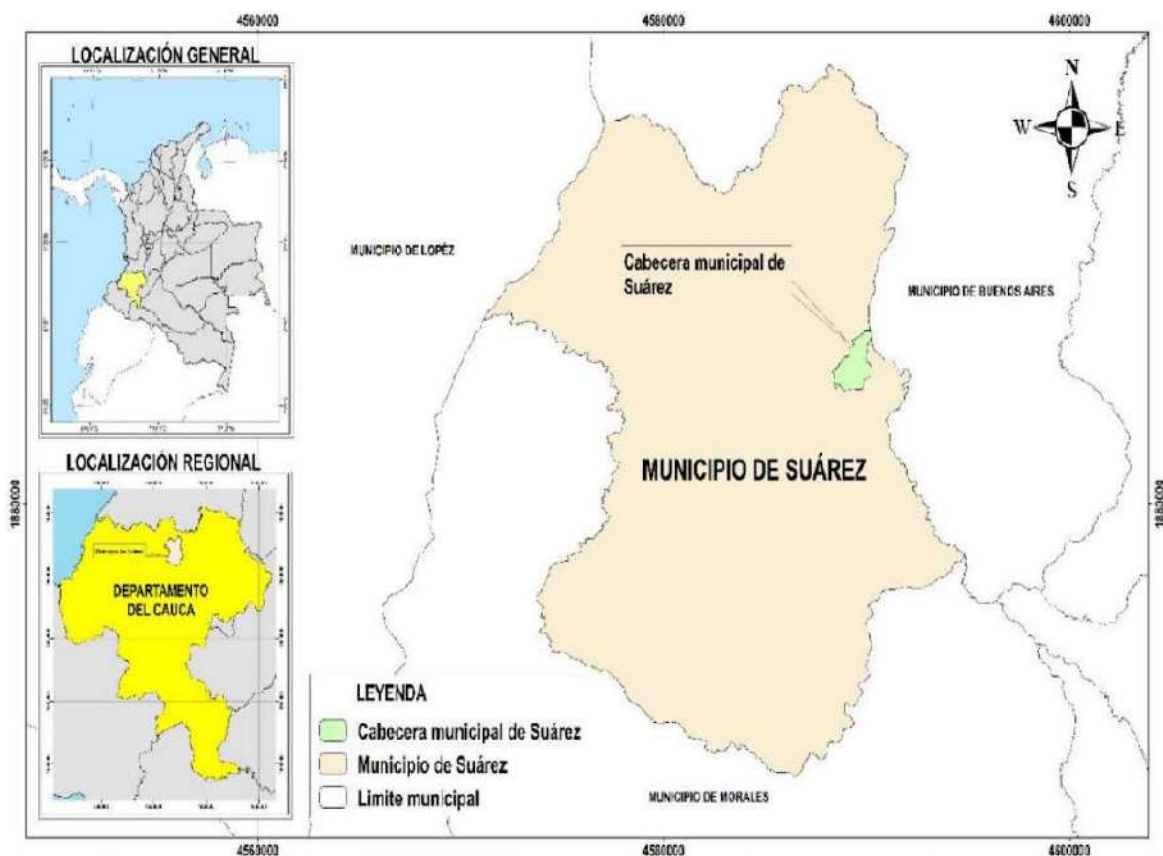 4560000
4580000
4600000
LOCALIZACIÓN GENERAL
N
W
E
S
MUNICIPIO DE LOPÉZ
Cabecera municipal de
Suárez
MUNICIPIO DE BUENOS AIRES
MUNICIPIO DE SUÁREZ
LOCALIZACIÓN REGIONAL
1880000
1880000
DEPARTAMENTO
DEL CAUCA
LEYENDA
Cabecera municipal de Suárez
Municipio de Suárez
Limite municipal
MUNICIPIO DE MORALES
4560000
4580000
4600000